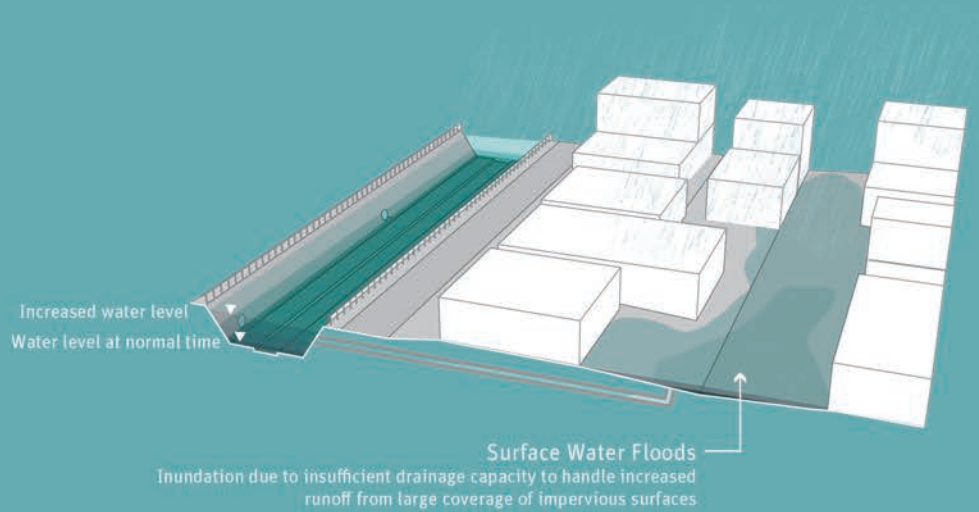 Increased water level
Water level at normal time
Surface Water Floods
Inundation due to insufficient drainage capacity to handle increased
runoff from large coverage of impervious surfaces